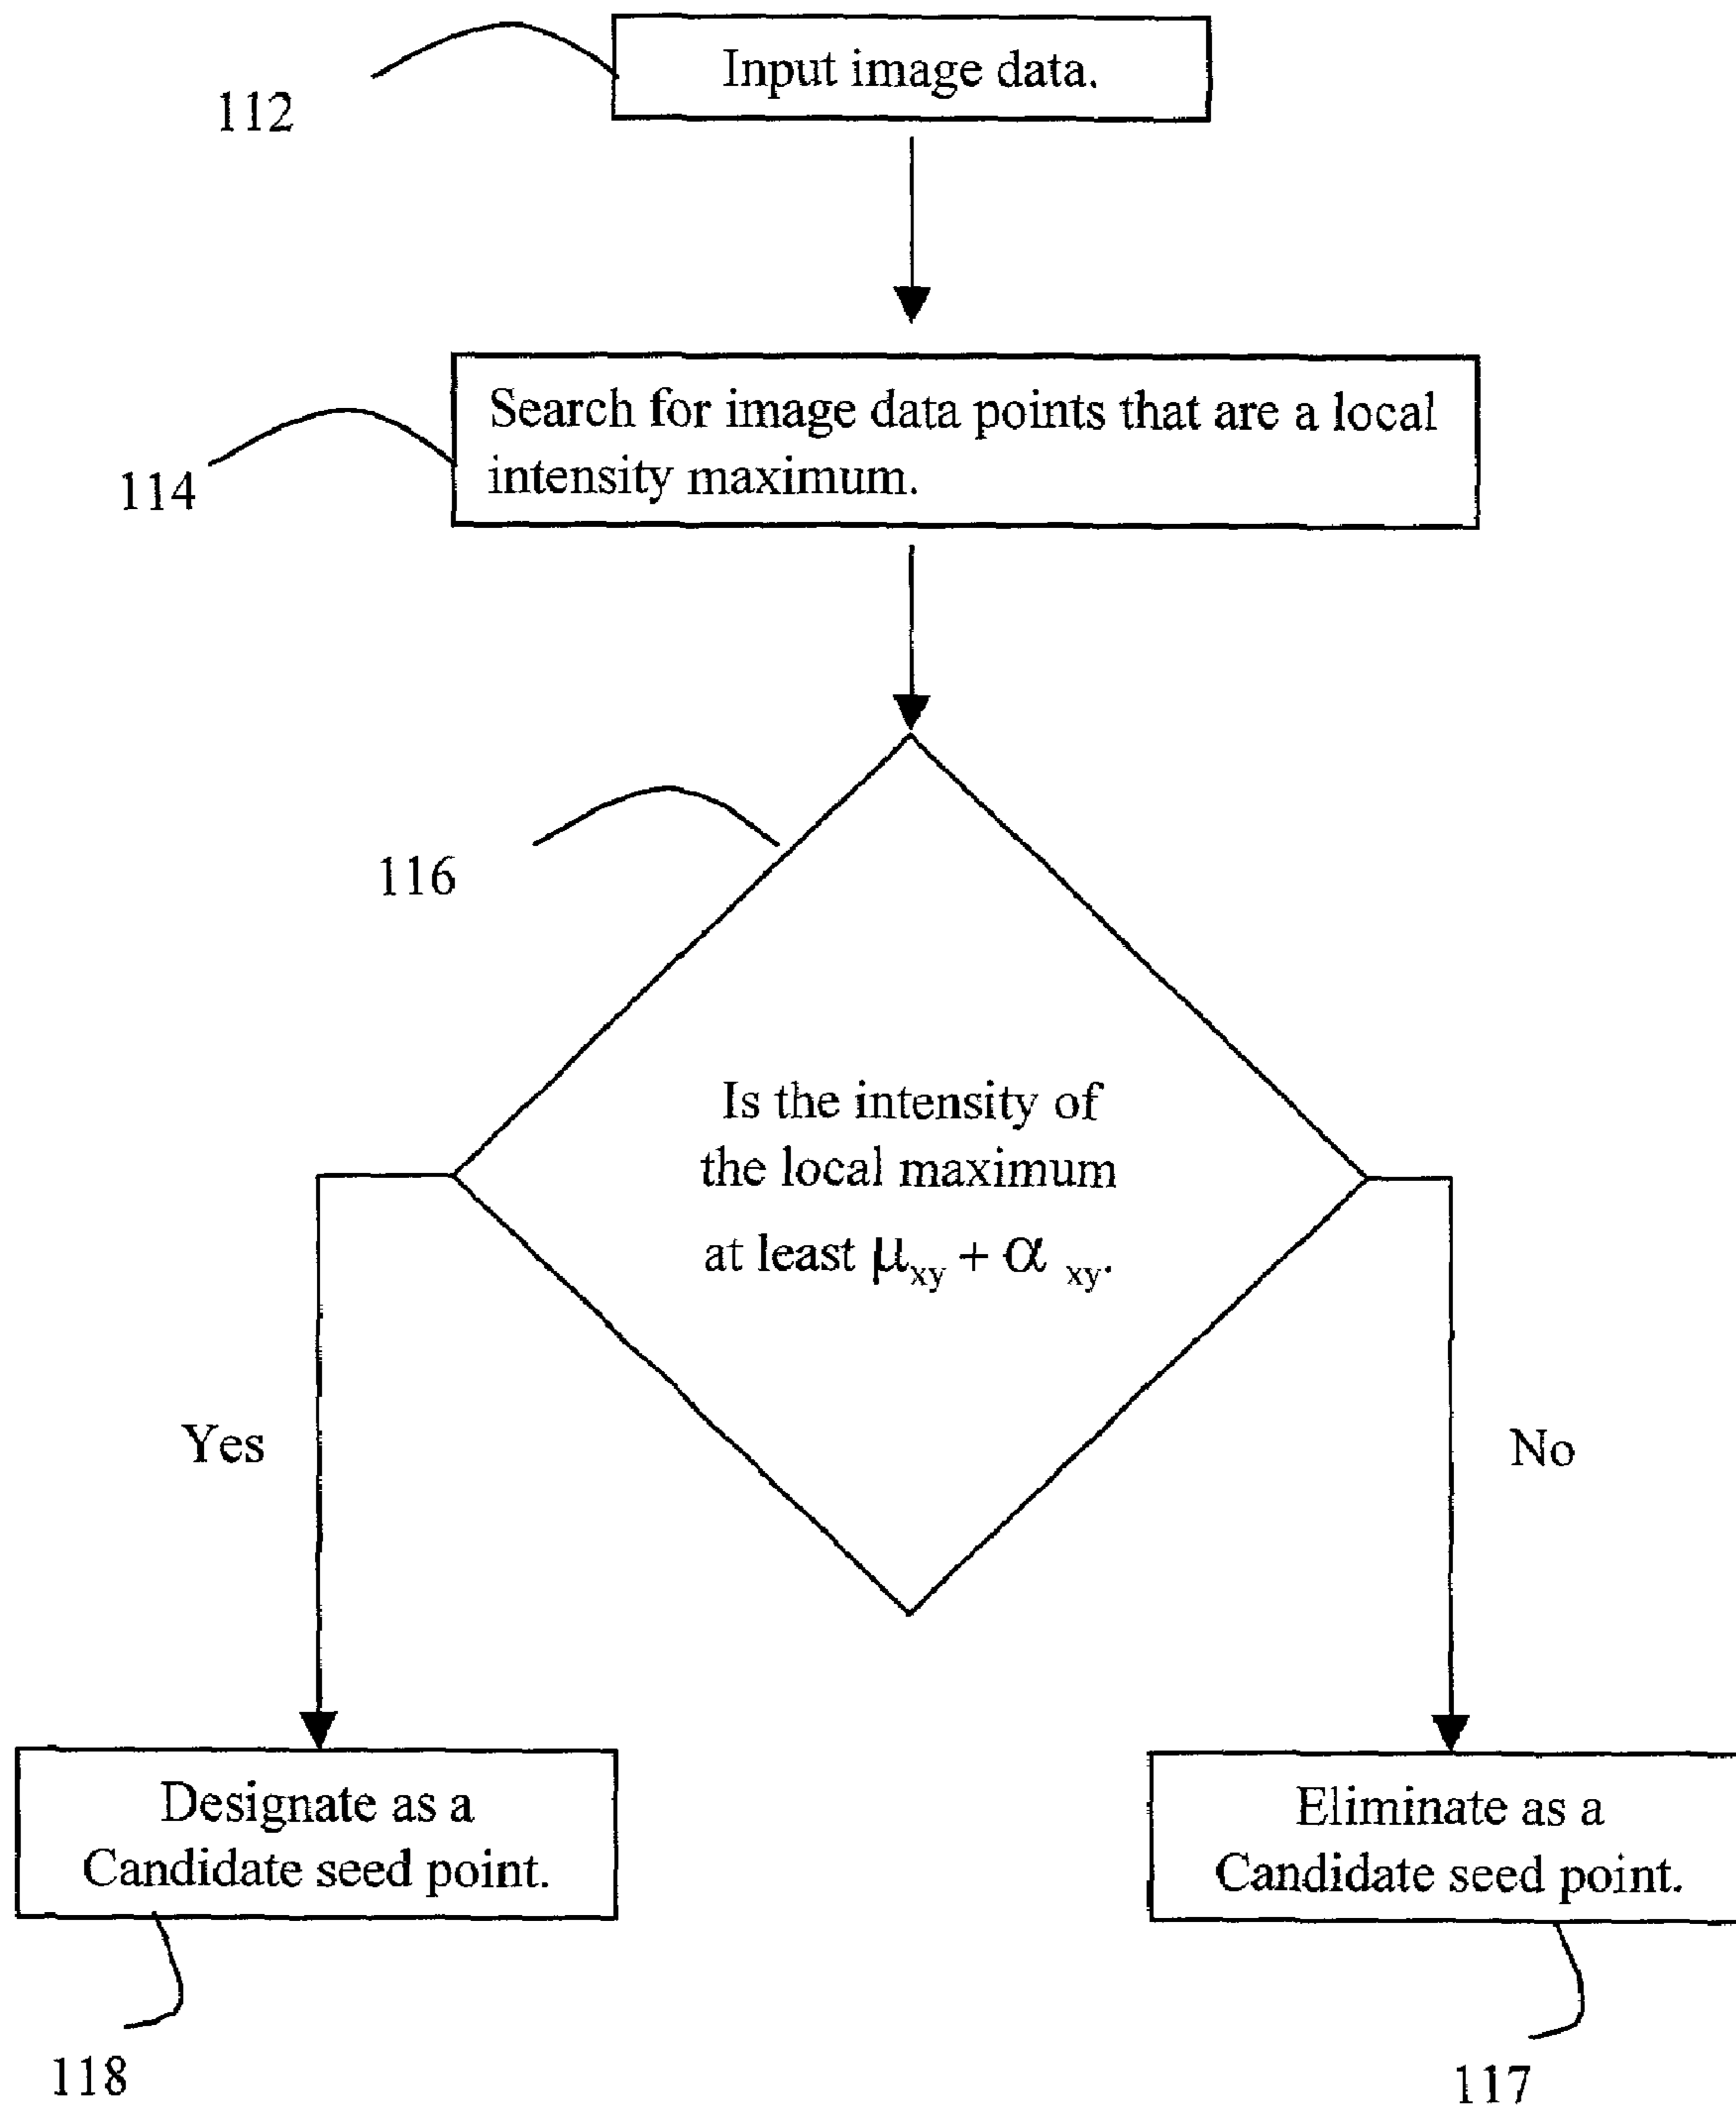 Input image data.
112
Search for image data points that are a local
intensity maximum.
114
116
Is the intensity of
the local maximum
at least μxy + α xy.
Yes
No
Designate as a
Candidate seed point.
Eliminate as a
Candidate seed point.
118
117